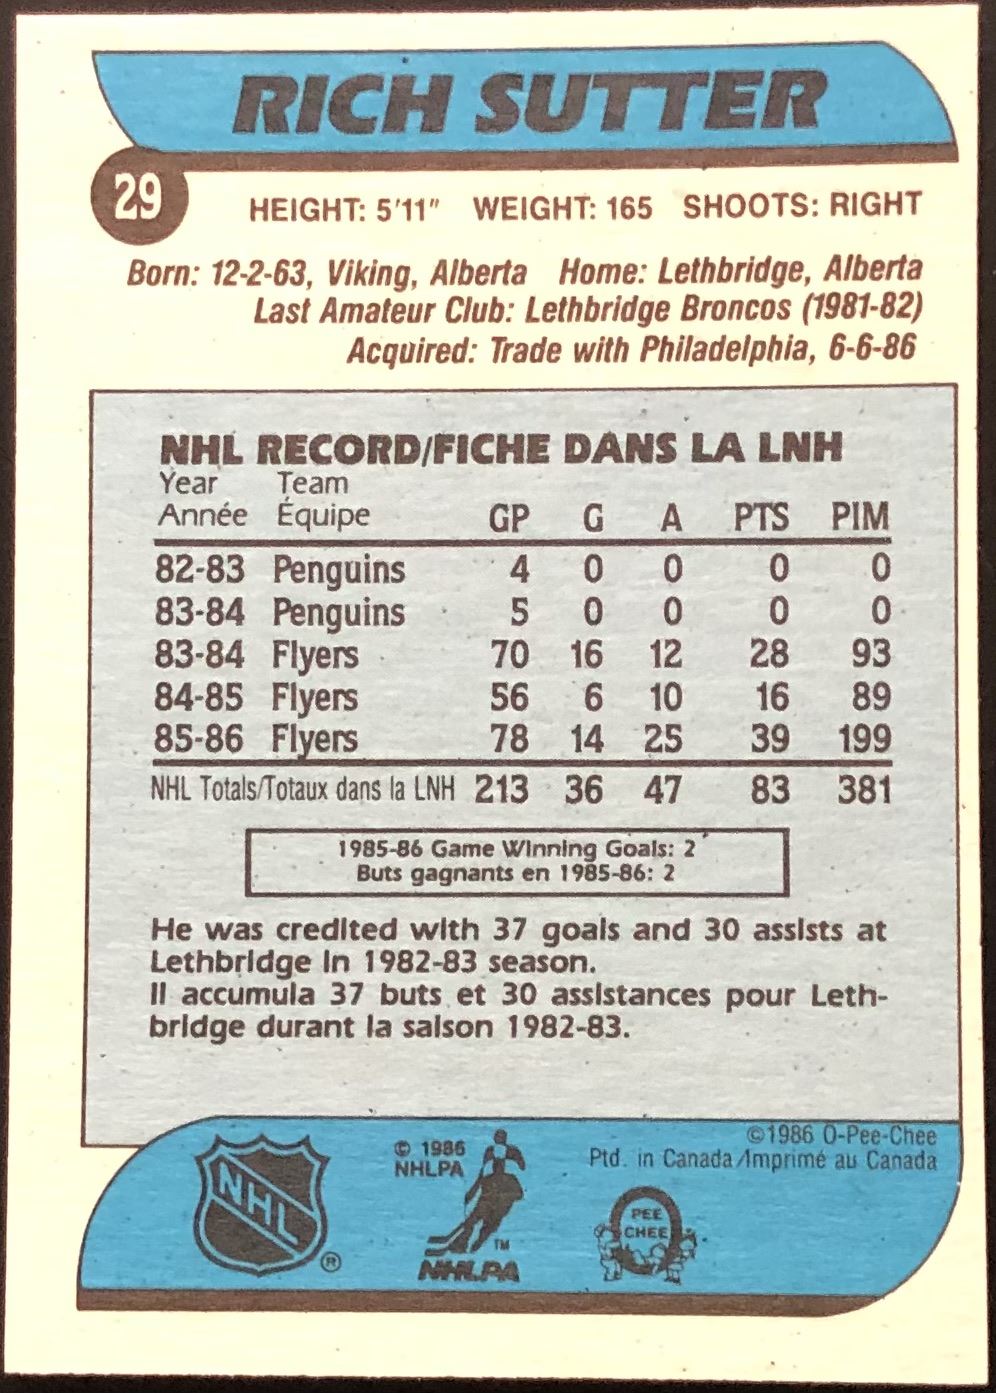 RICH SUTTER
29
HEIGHT: 5'11" WEIGHT: 165 SHOOTS: RIGHT
Born: 12-2-63, Viking, Alberta Home: Lethbridge, Alberta
Last Amateur Club: Lethbridge Broncos (1981-82)
Acquired: Trade with Philadelphia, 6-6-86
NHL RECORD/FICHE DANS LA LNH
Year Team
Année Équipe GP G A PTS PIM
82-83 Penguins 4 0 0 0 0
83-84 Penguins 5 0 0 0 0
83-84 Flyers 70 16 12 28 93
84-85 Flyers 56 6 10 16 89
85-86 Flyers 78 14 25 39 199
NHL Totals/Totaux dans la LNH 213 36 47 83 381
1985-86 Game Winning Goals: 2
Buts gagnants en 1985-86: 2
He was credited with 37 goals and 30 assists at
Lethbridge in 1982-83 season.
Il accumula 37 buts et 30 assistances pour Leth-
bridge durant la saison 1982-83.
©1986 O-Pee-Chee
Ptd. in Canada/Imprimé au Canada
© 1986
NHLPA
NHL
®
TM
NHLPA
PEE
CHEE